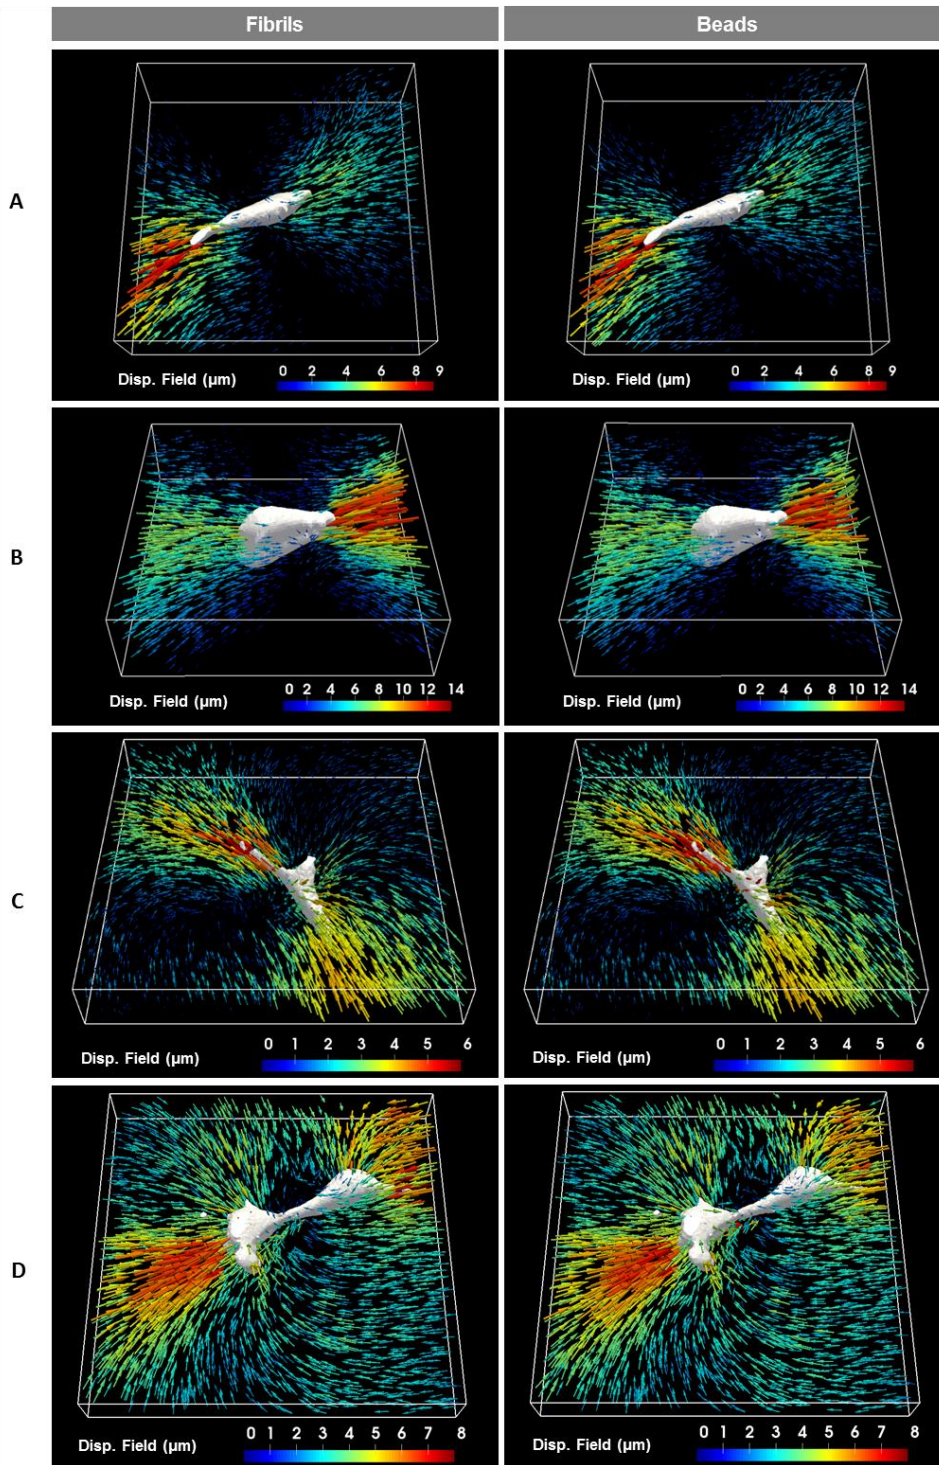 Fibrils
Beads
A
0 2 4 6 8 9
Disp. Field (µm)
0 2 4 6 8 9
Disp. Field (µm)
B
0 2 4 6 8 10 12 14
Disp. Field (µm)
0 2 4 6 8 10 12 14
Disp. Field (µm)
C
0 1 2 3 4 5 6
Disp. Field (µm)
0 1 2 3 4 5 6
Disp. Field (µm)
D
0 1 2 3 4 5 6 7 8
Disp. Field (µm)
0 1 2 3 4 5 6 7 8
Disp. Field (µm)